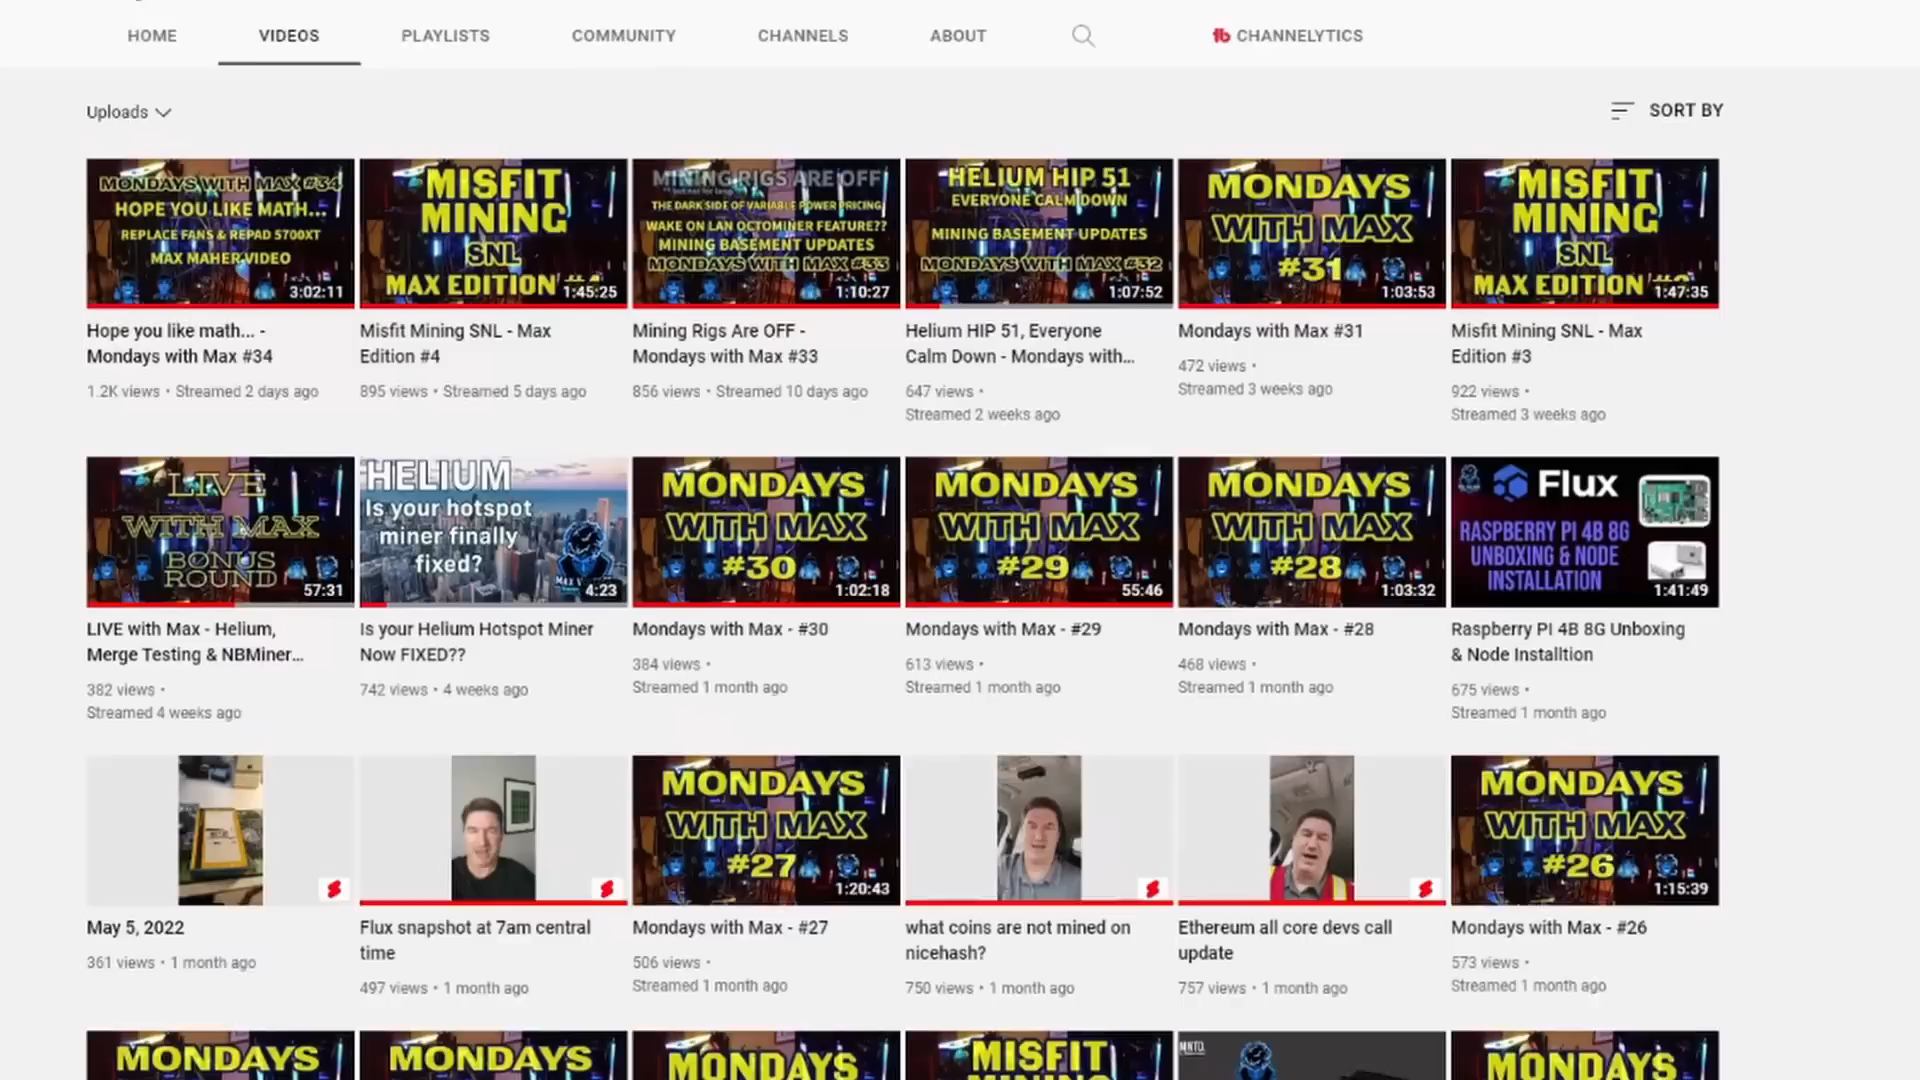 HOME VIDEOS PLAYLISTS COMMUNITY CHANNELS ABOUT CHANNELYTICS
Uploads SORT BY
MONDAYS WITH MAX #34
HOPE YOU LIKE MATH...
REPLACE FANS & REPAD 5700XT
MAX MAHER VIDEO
3:02:11
Hope you like math... -
Mondays with Max #34
1.2K views • Streamed 2 days ago
MISFIT
MINING
SNL
MAX EDITION
1:45:25
Misfit Mining SNL - Max
Edition #4
895 views • Streamed 5 days ago
MINING RIGS ARE OFF
THE DARK SIDE OF VARIABLE POWER PRICING
WAKE ON LAN OCTOMINER FEATURE??
MINING BASEMENT UPDATES
MONDAYS WITH MAX #33
1:10:27
Mining Rigs Are OFF -
Mondays with Max #33
856 views • Streamed 10 days ago
HELIUM HIP 51
EVERYONE CALM DOWN
MINING BASEMENT UPDATES
MONDAYS WITH MAX #32
1:07:52
Helium HIP 51, Everyone
Calm Down - Mondays with...
647 views •
Streamed 2 weeks ago
MONDAYS
WITH MAX
#31
1:03:53
Mondays with Max #31
472 views •
Streamed 3 weeks ago
MISFIT
MINING
SNL
MAX EDITION
1:47:35
Misfit Mining SNL - Max
Edition #3
922 views •
Streamed 3 weeks ago
LIVE
WITH MAX
BONUS
ROUND
57:31
LIVE with Max - Helium,
Merge Testing & NBMiner...
382 views •
Streamed 4 weeks ago
HELIUM
Is your hotspot
miner finally
fixed?
4:23
Is your Helium Hotspot Miner
Now FIXED??
742 views • 4 weeks ago
MONDAYS
WITH MAX
#30
1:02:18
Mondays with Max - #30
384 views •
Streamed 1 month ago
MONDAYS
WITH MAX
#29
55:46
Mondays with Max - #29
613 views •
Streamed 1 month ago
MONDAYS
WITH MAX
#28
1:03:32
Mondays with Max - #28
468 views •
Streamed 1 month ago
Flux
RASPBERRY PI 4B 8G
UNBOXING & NODE
INSTALLATION
1:41:49
Raspberry PI 4B 8G Unboxing
& Node Installtion
675 views •
Streamed 1 month ago
May 5, 2022
361 views • 1 month ago
Flux snapshot at 7am central
time
497 views • 1 month ago
MONDAYS
WITH MAX
#27
1:20:43
Mondays with Max - #27
506 views •
Streamed 1 month ago
what coins are not mined on
nicehash?
750 views • 1 month ago
Ethereum all core devs call
update
757 views • 1 month ago
MONDAYS
WITH MAX
#26
1:15:39
Mondays with Max - #26
573 views •
Streamed 1 month ago
MONDAYS
MONDAYS
MONDAYS
MISFIT
MINING
MNTD.
MONDAYS